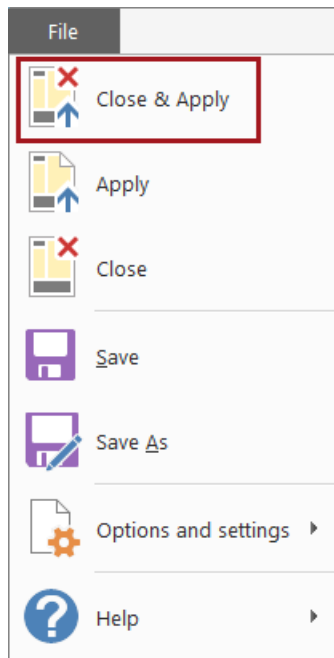 File
Close & Apply
Apply
Close
Save
Save As
Options and settings
Help